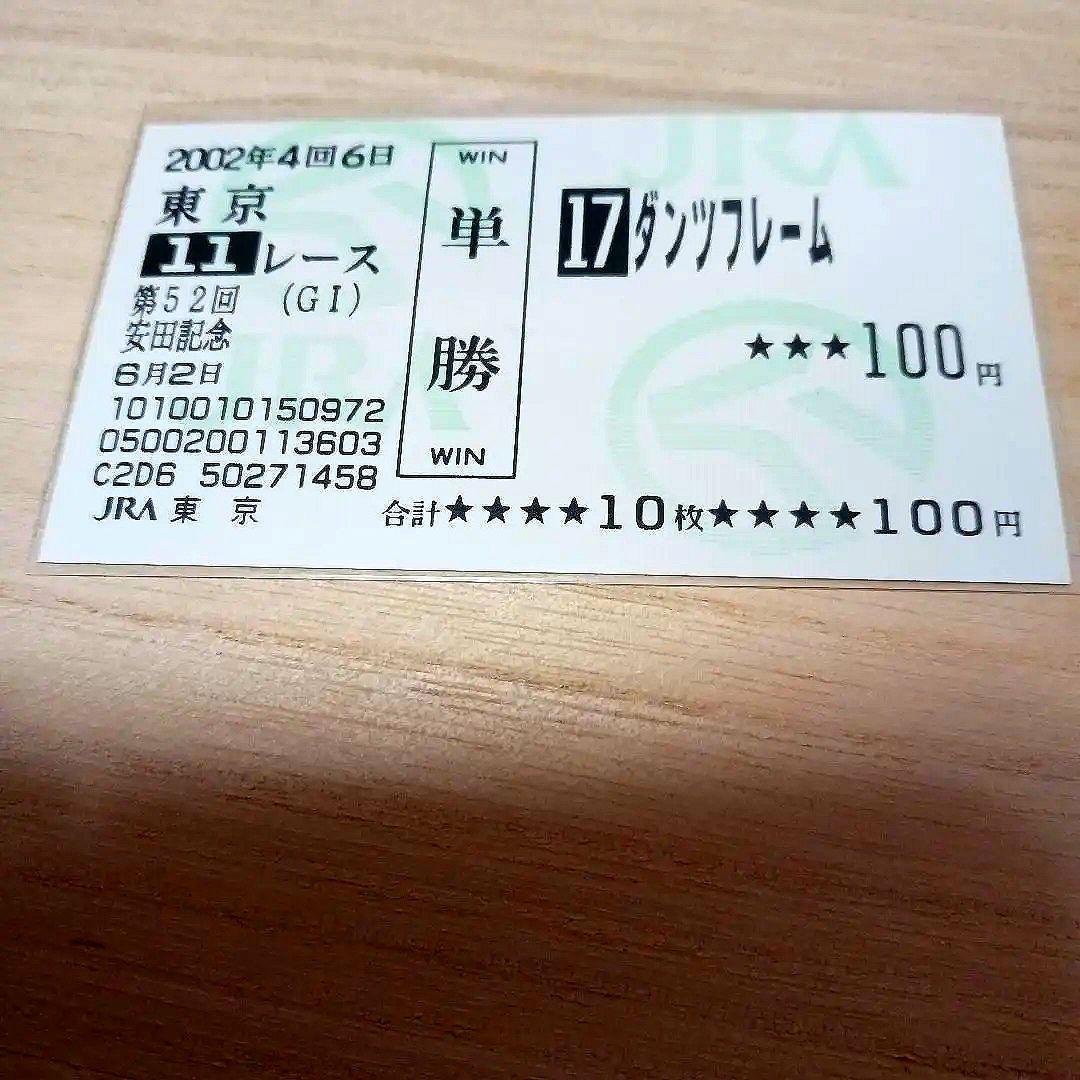 2002年4回6日
東京
11レース
第52回 (GI)
安田記念
6月2日
1010010150972
0500200113603
C2D6 50271458
JRA 東 京
WIN
単
勝
WIN
17ダンツフレーム
★★★100円
合計★★★★10枚★★★★100円
JRA
JRA